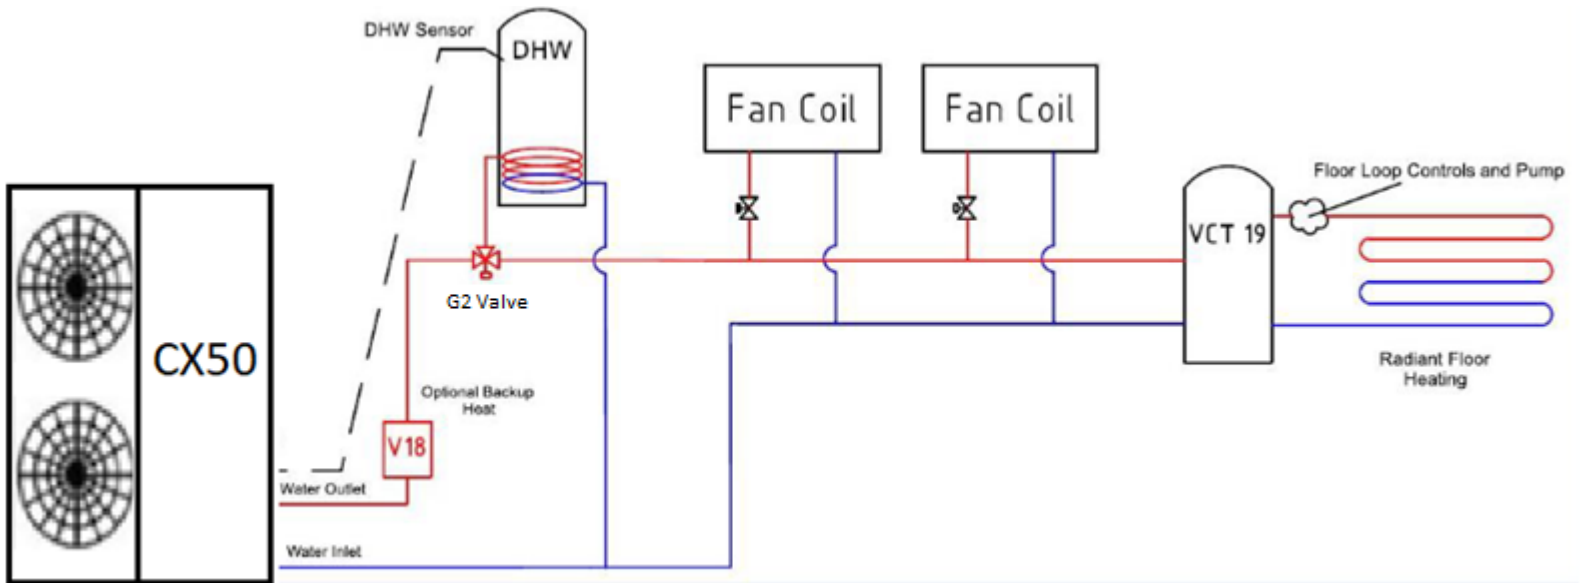 DHW Sensor
DHW
Fan Coil
Fan Coil
Floor Loop Controls and Pump
VCT 19
G2 Valve
CX50
Optional Backup
Heat
Radiant Floor
Heating
V18
Water Outlet
Water Inlet